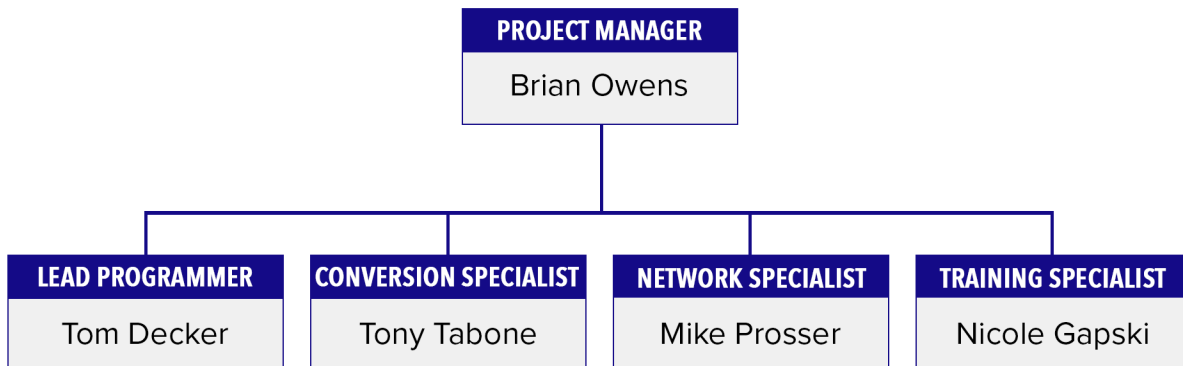 PROJECT MANAGER
Brian Owens
LEAD PROGRAMMER
Tom Decker
CONVERSION SPECIALIST
Tony Tabone
NETWORK SPECIALIST
Mike Prosser
TRAINING SPECIALIST
Nicole Gapski